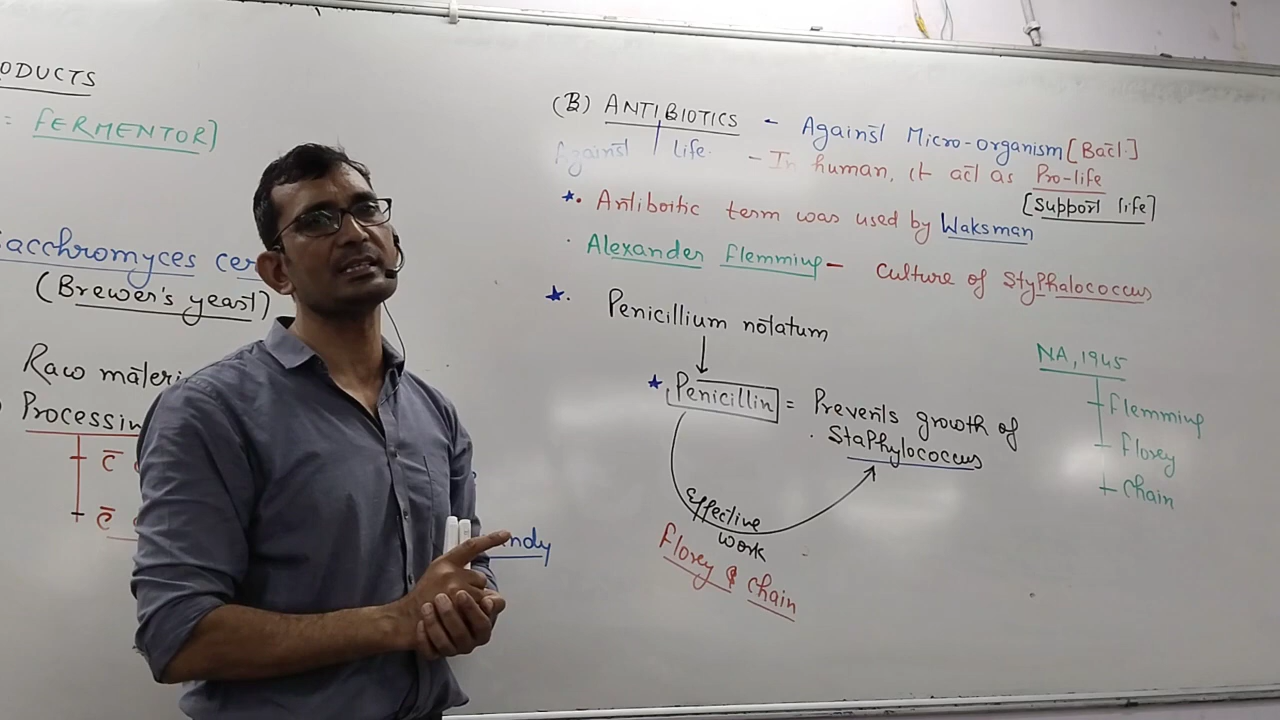 ODUCTS
= FERMENTOR]
acchromyces cer
(Brewer's yeast)
Raw materi
Processing
c̄
c̄
ndy
(B) ANTIBIOTICS - Against Micro-organism [Bact.]
Against life. - In human, it act as Pro-life
[Support life]
* Antiboitic term was used by Waksman
Alexander Flemming - Culture of Styphalococcus
* Penicillium notatum
* Penicillin = Prevents growth of
Staphylococcus
Effective
work
Florey & Chain
NA, 1945
Flemming
Florey
Chain